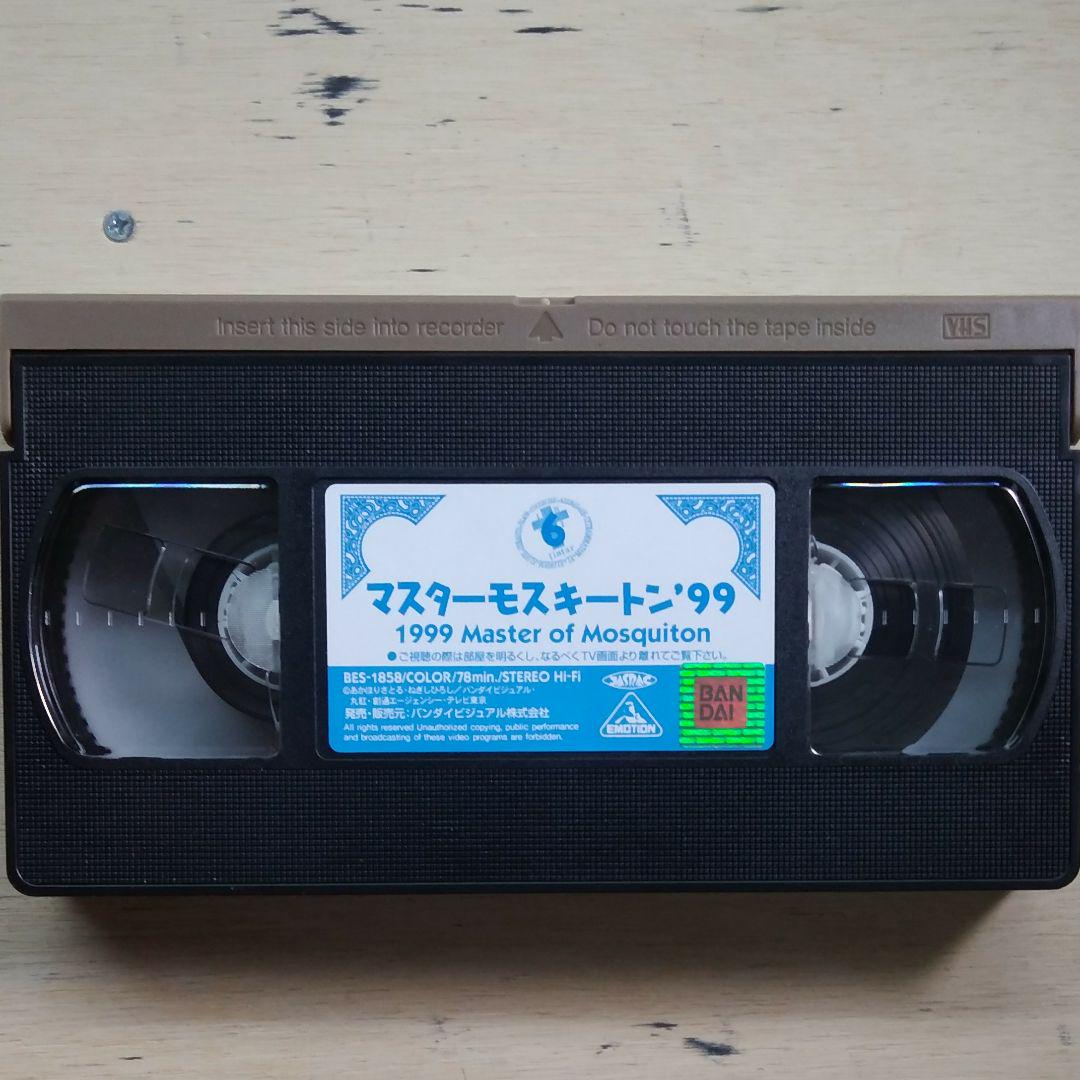 Insert this side into recorder
Do not touch the tape inside
VHS
6
マスターモスキートン'99
1999 Master of Mosquiton
●ご視聴の際は部屋を明るくし、なるべくTV画面より離れてご覧下さい。
BES-1858/COLOR/78min./STEREO Hi-Fi
©あかほりさとる・ねぎしひろし/バンダイビジュアル・
丸紅・創通エージェンシー・テレビ東京
発売・販売元:バンダイビジュアル株式会社
All rights reserved Unauthorized copying, public performance
and broadcasting of these video programs are forbidden.
JASRAC
EMOTION
BAN
DAI